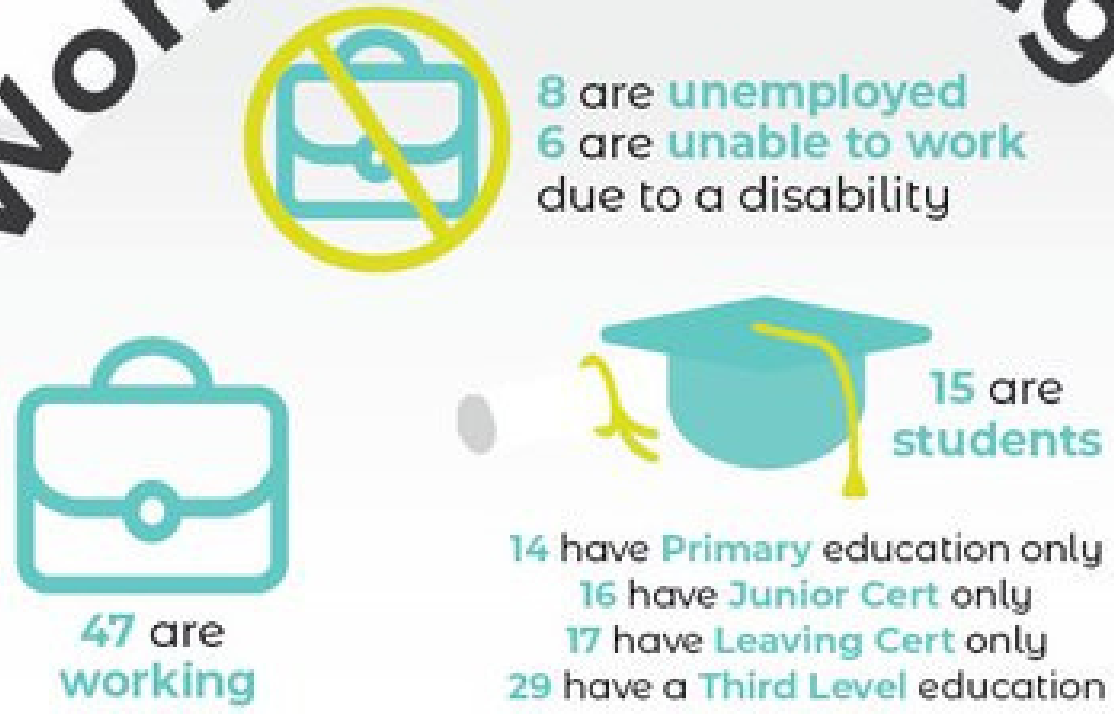 8 are unemployed
6 are unable to work
due to a disability
15 are
students
47 are
working
14 have Primary education only
16 have Junior Cert only
17 have Leaving Cert only
29 have a Third Level education